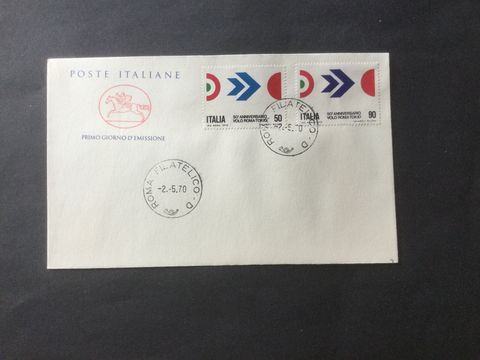 POSTE ITALIANE
PRIMO GIORNO D'EMISSIONE
ITALIA
50° ANNIVERSARIO
VOLO ROMA-TOKIO
50
ITALIA
50° ANNIVERSARIO
VOLO ROMA-TOKIO
90
ROMA FILATELICO - D
-2.-5.70
ROMA FILATELICO - D
-2.-5.70